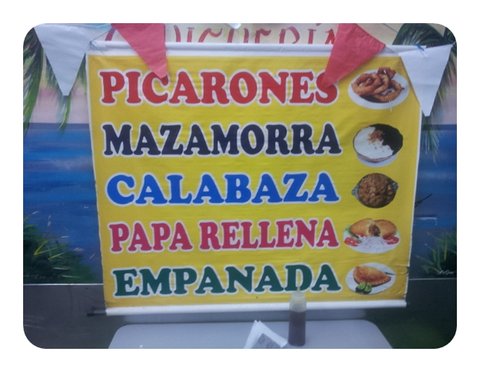 PICARONES
MAZAMORRA
CALABAZA
PAPA RELLENA
EMPANADA